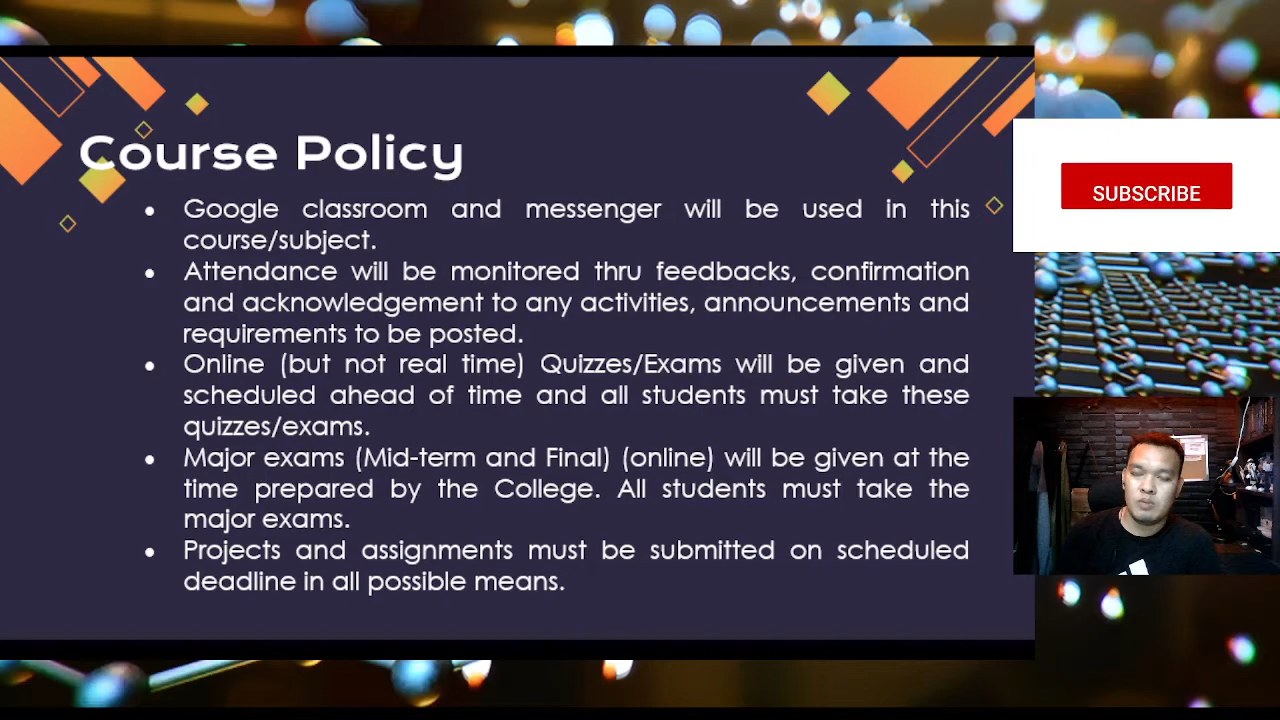 Course Policy
• Google classroom and messenger will be used in this
course/subject.
• Attendance will be monitored thru feedbacks, confirmation
and acknowledgement to any activities, announcements and
requirements to be posted.
• Online (but not real time) Quizzes/Exams will be given and
scheduled ahead of time and all students must take these
quizzes/exams.
• Major exams (Mid-term and Final) (online) will be given at the
time prepared by the College. All students must take the
major exams.
• Projects and assignments must be submitted on scheduled
deadline in all possible means.
SUBSCRIBE